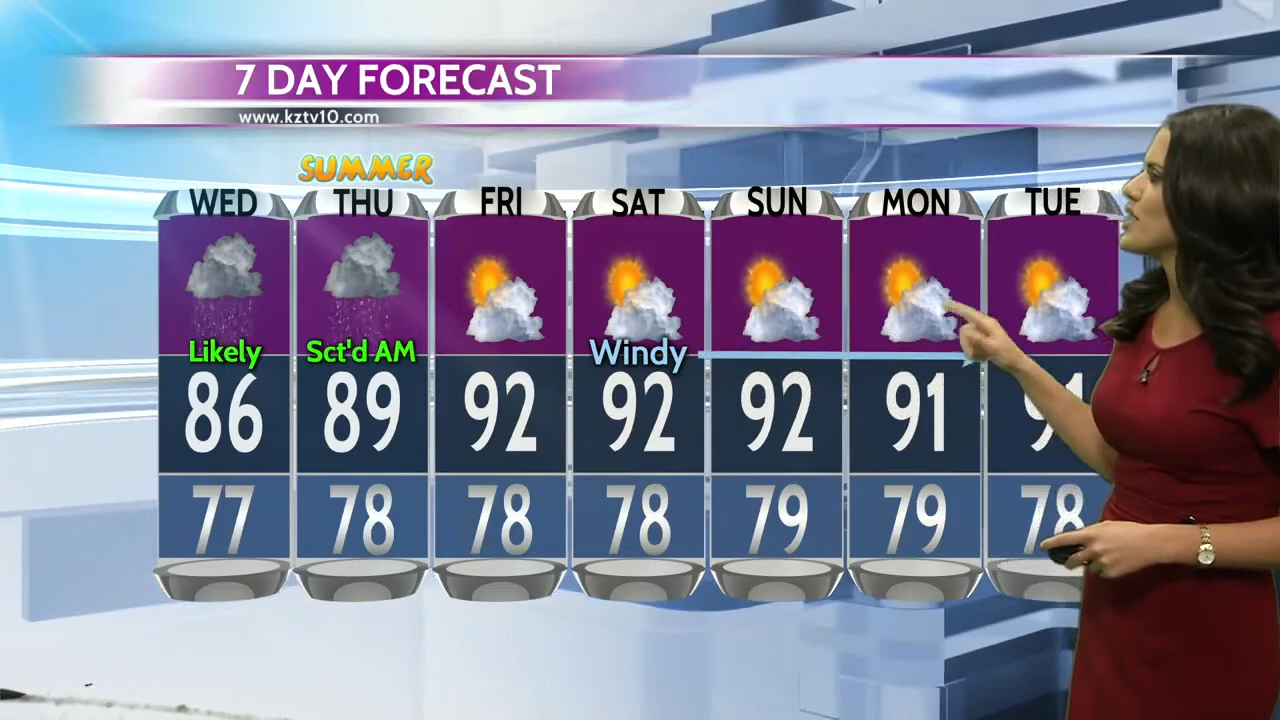 7 DAY FORECAST
www.kztv10.com
SUMMER
WED THU FRI SAT SUN MON TUE
Likely Sct'd AM Windy
86 89 92 92 92 91 91
77 78 78 78 79 79 78